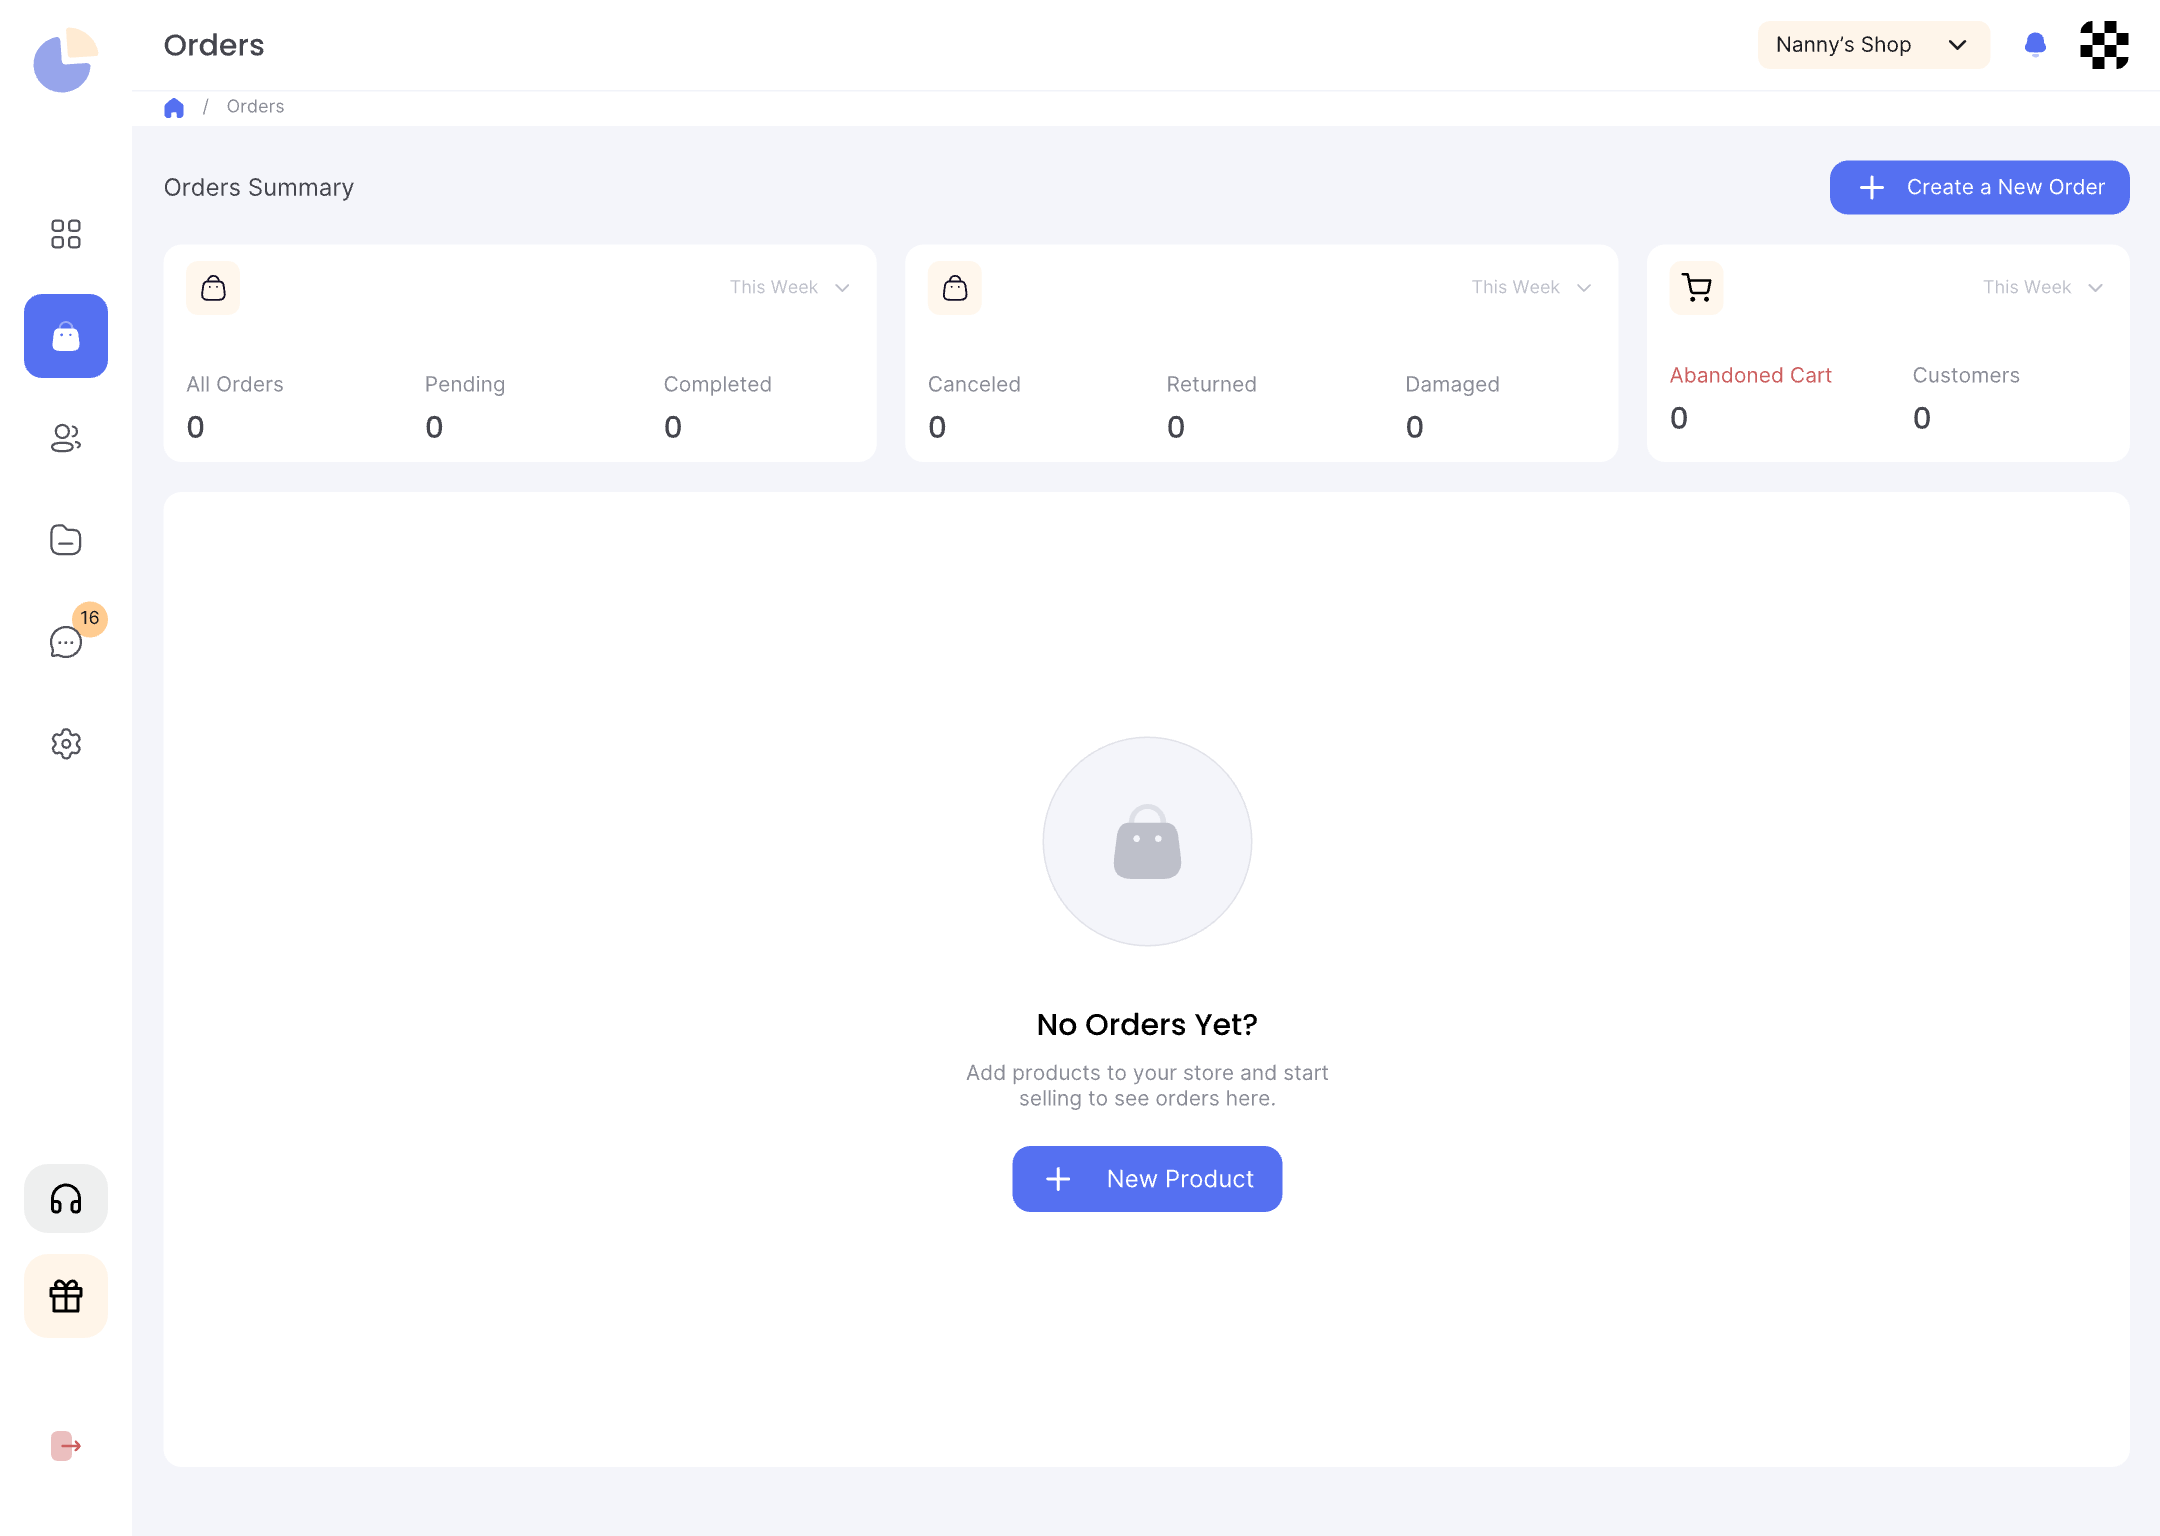 Orders
Nanny’s Shop
/ Orders
Orders Summary
Create a New Order
This Week
All Orders
0
Pending
0
Completed
0
This Week
Canceled
0
Returned
0
Damaged
0
This Week
Abandoned Cart
0
Customers
0
16
No Orders Yet?
Add products to your store and start
selling to see orders here.
New Product